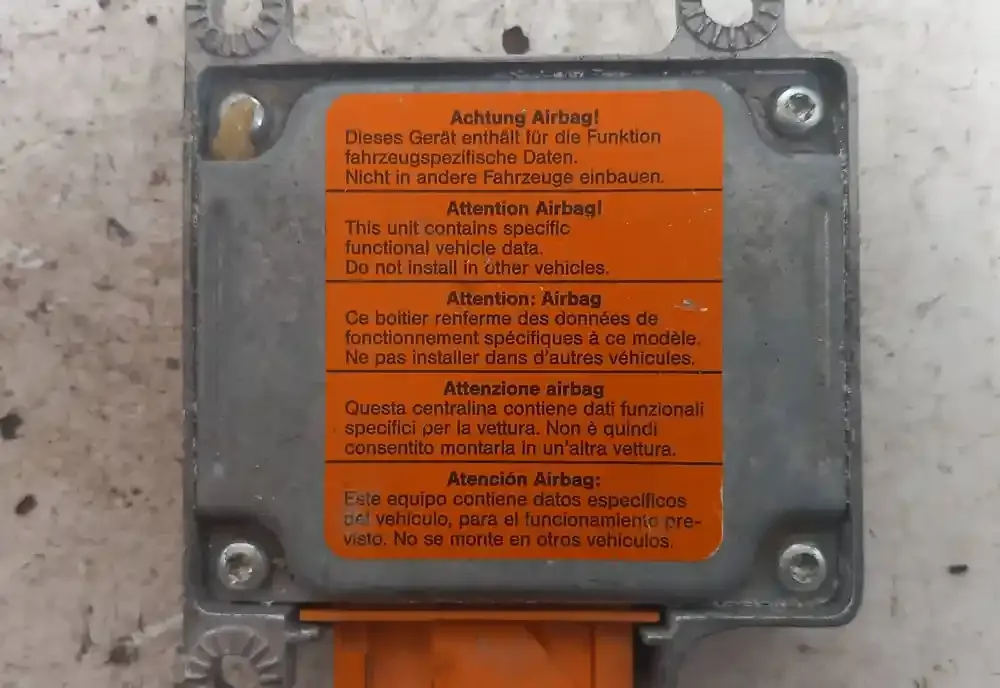 Achtung Airbag!
Dieses Gerät enthält für die Funktion
fahrzeugspezifische Daten.
Nicht in andere Fahrzeuge einbauen.
Attention Airbag!
This unit contains specific
functional vehicle data.
Do not install in other vehicles.
Attention: Airbag
Ce boitier renferme des données de
fonctionnement spécifiques à ce modèle.
Ne pas installer dans d'autres véhicules.
Attenzione airbag
Questa centralina contiene dati funzionali
specifici per la vettura. Non è quindi
consentito montarla in un'altra vettura.
Atención Airbag:
Este equipo contiene datos específicos
del vehiculo, para el funcionamiento pre-
visto. No se monte en otros vehiculos.